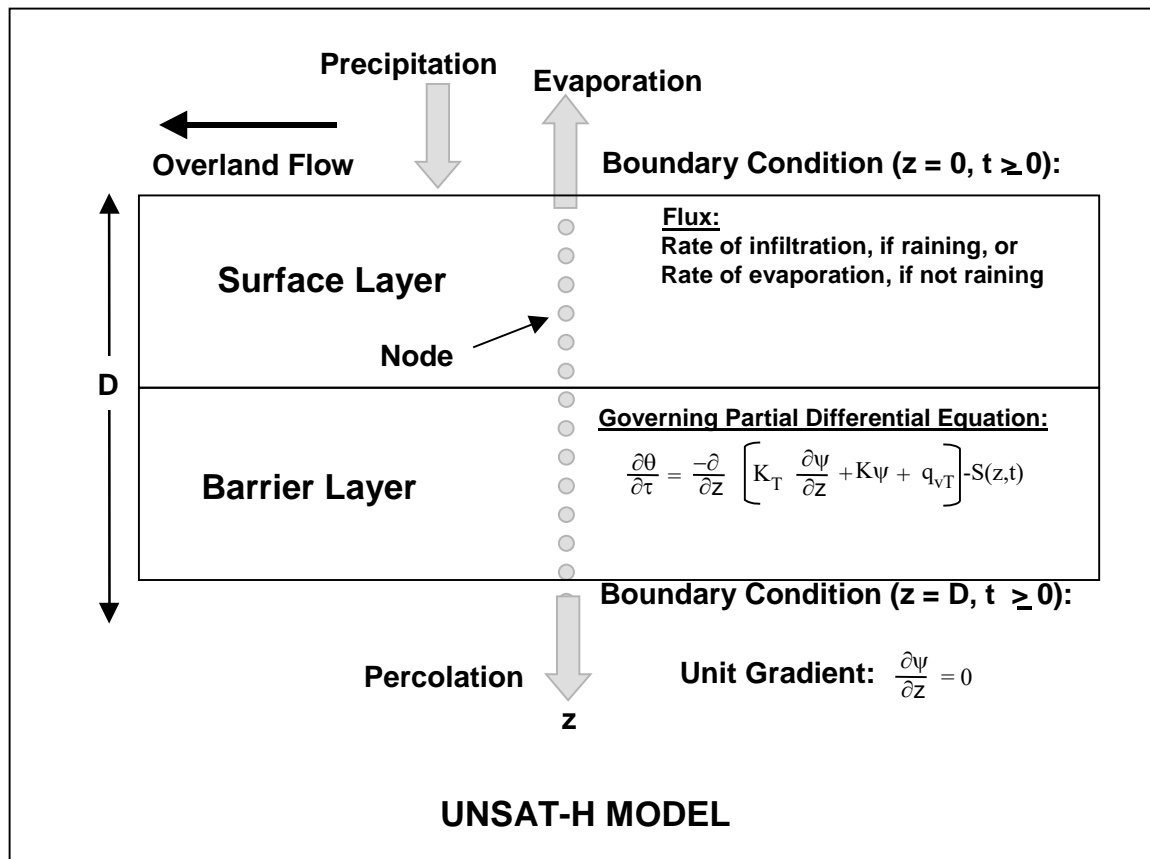 Precipitation
Evaporation
Overland Flow
Boundary Condition (z = 0, t ≥ 0):
Flux:
Rate of infiltration, if raining, or
Rate of evaporation, if not raining
Surface Layer
Node
D
Governing Partial Differential Equation:
∂θ/∂τ = −∂/∂z [K_T ∂ψ/∂z + Kψ + q_vT] -S(z,t)
Barrier Layer
Boundary Condition (z = D, t ≥ 0):
Percolation
Unit Gradient: ∂ψ/∂z = 0
z
UNSAT-H MODEL